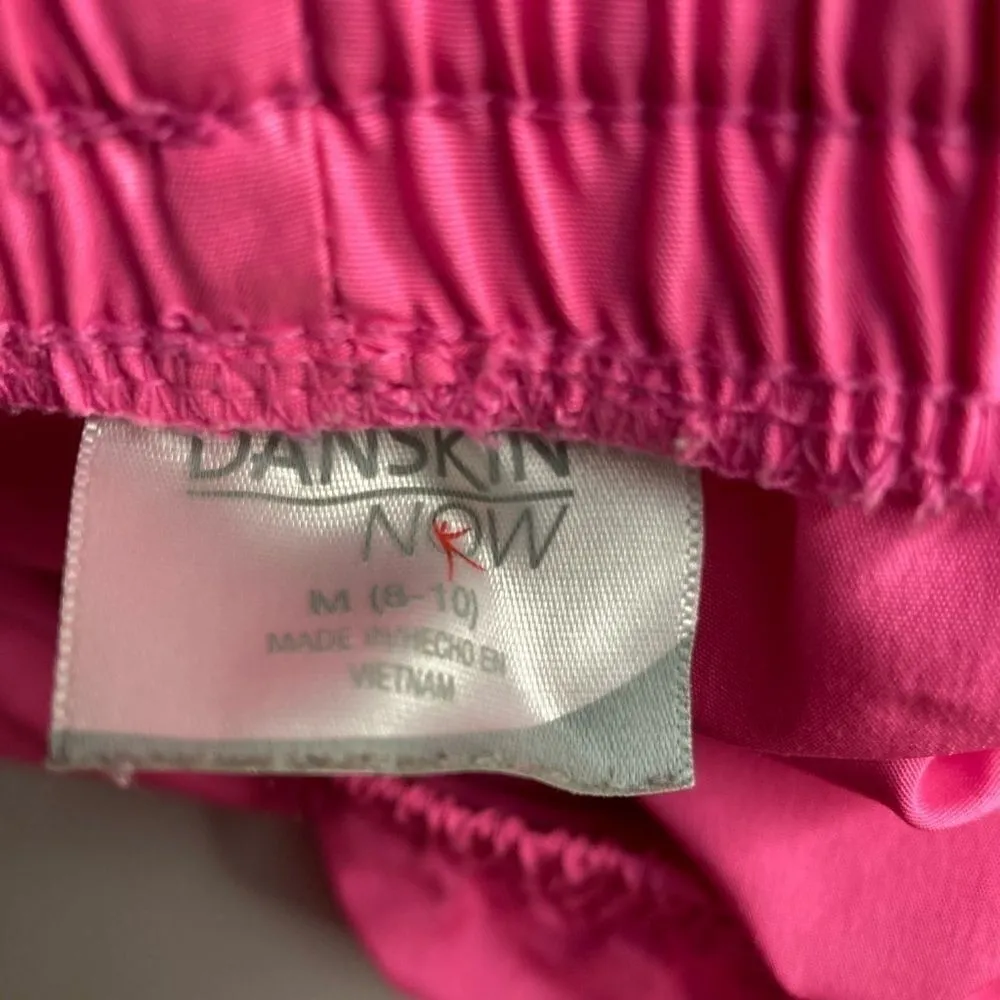 DANSKIN
NOW
M (8-10)
MADE IN/HECHO EN
VIETNAM